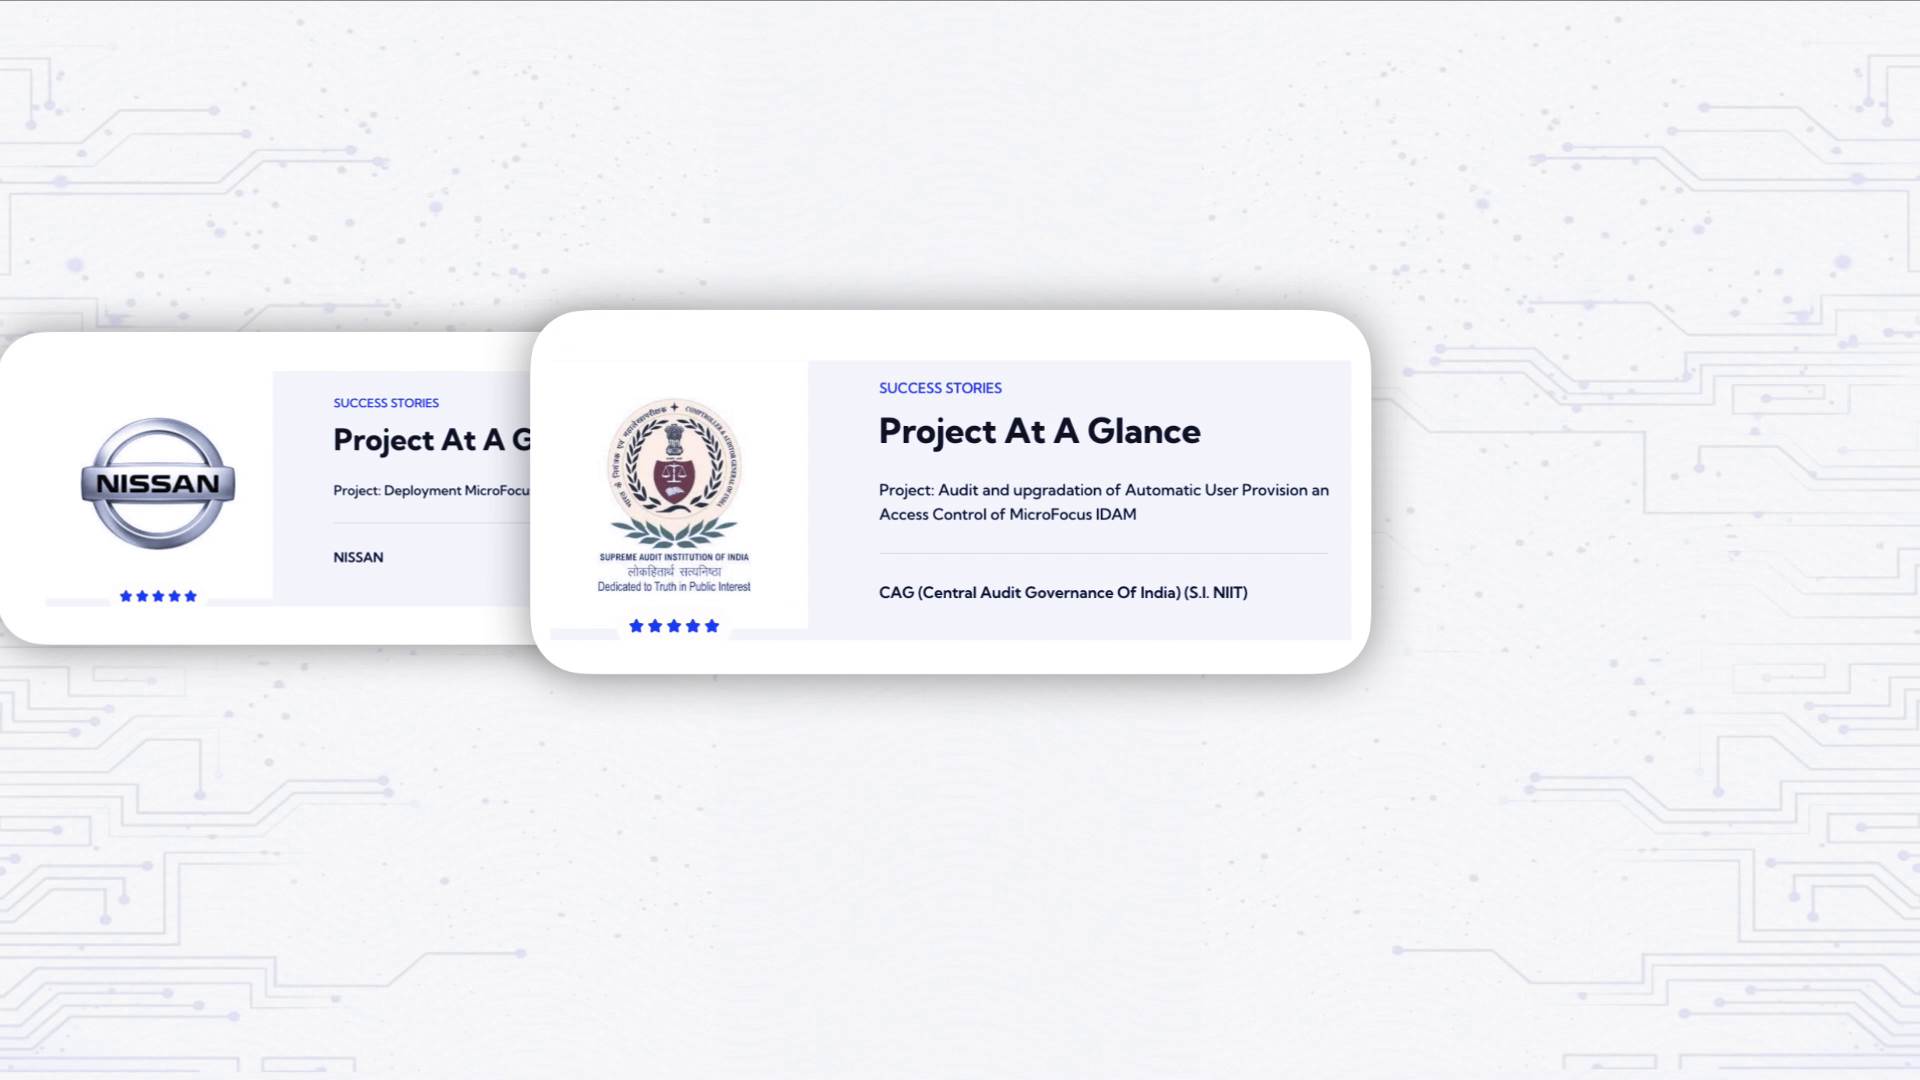 NISSAN
SUCCESS STORIES
Project At A G
Project: Deployment MicroFocu
NISSAN
SUPREME AUDIT INSTITUTION OF INDIA
लोकहितार्थ सत्यनिष्ठा
Dedicated to Truth in Public Interest
SUCCESS STORIES
Project At A Glance
Project: Audit and upgradation of Automatic User Provision an
Access Control of MicroFocus IDAM
CAG (Central Audit Governance Of India) (S.I. NIIT)